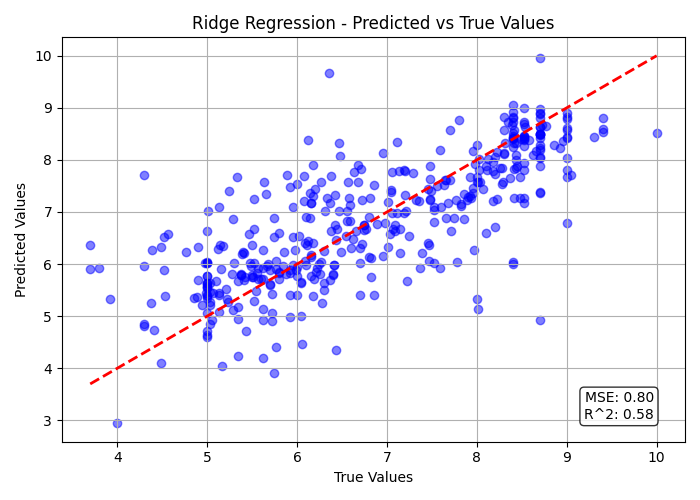 Ridge Regression - Predicted vs True Values
Predicted Values
10
9
8
7
6
5
4
3
MSE: 0.80
R^2: 0.58
4 5 6 7 8 9 10
True Values